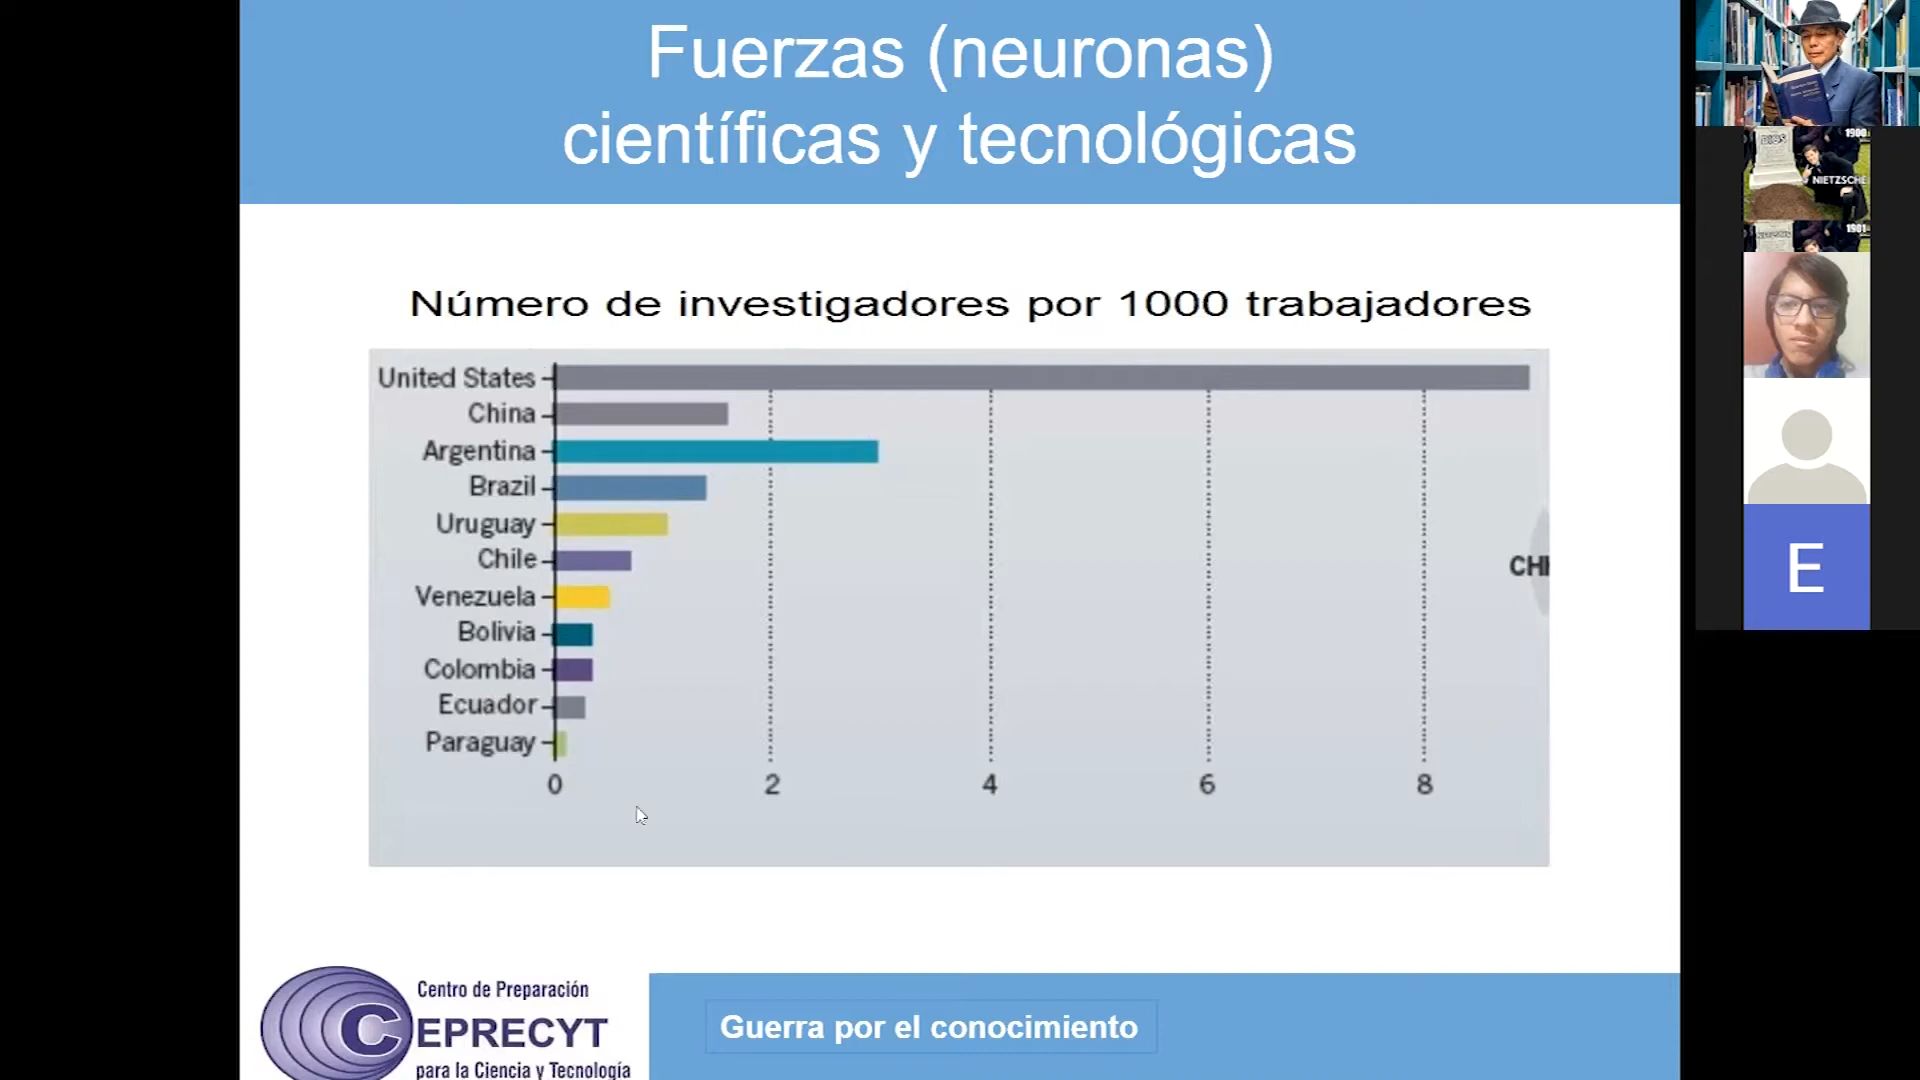 Fuerzas (neuronas)
científicas y tecnológicas
Número de investigadores por 1000 trabajadores
United States
China
Argentina
Brazil
Uruguay
Chile
Venezuela
Bolivia
Colombia
Ecuador
Paraguay
0 2 4 6 8
Centro de Preparación
CEPRECYT
para la Ciencia y Tecnología
Guerra por el conocimiento
1900
NIETZSCHE
1901
E